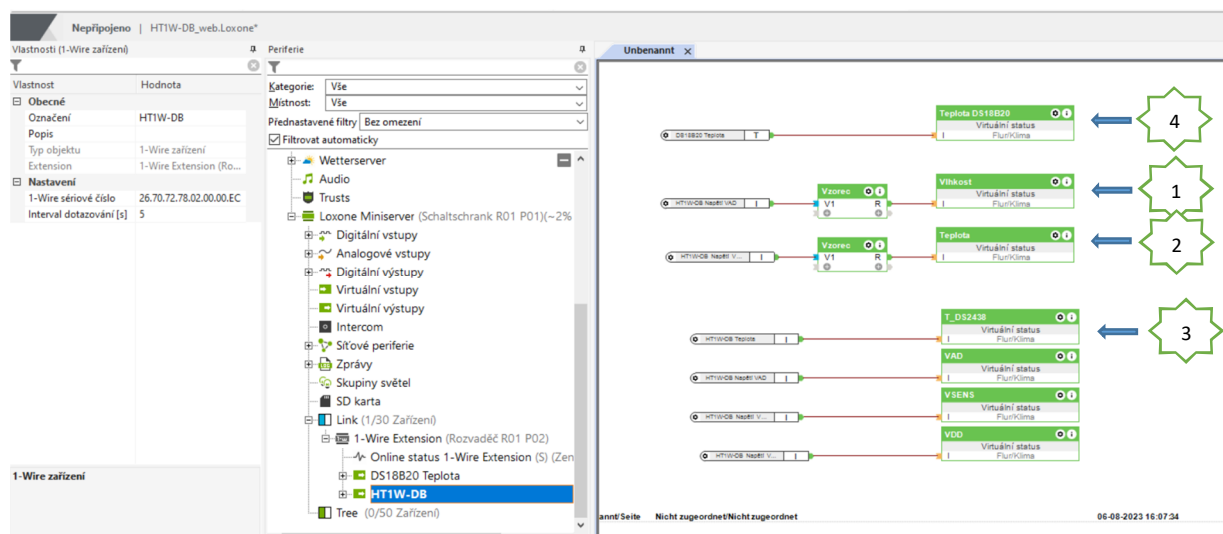 Nepřipojeno | HT1W-DB_web.Loxone*
Vlastnosti (1-Wire zařízení)
Vlastnost Hodnota
Obecné
Označení HT1W-DB
Popis
Typ objektu 1-Wire zařízení
Extension 1-Wire Extension (Ro...
Nastavení
1-Wire sériové číslo 26.70.72.78.02.00.00.EC
Interval dotazování [s] 5
1-Wire zařízení
Periferie
Kategorie: Vše
Místnost: Vše
Přednastavené filtry Bez omezení
Filtrovat automaticky
Wetterserver
Audio
Trusts
Loxone Miniserver (Schaltschrank R01 P01)(~2%
Digitální vstupy
Analogové vstupy
Digitální výstupy
Virtuální vstupy
Virtuální výstupy
Intercom
Síťové periferie
Zprávy
Skupiny světel
SD karta
Link (1/30 Zařízení)
1-Wire Extension (Rozvaděč R01 P02)
Online status 1-Wire Extension (S) (Zen
DS18B20 Teplota
HT1W-DB
Tree (0/50 Zařízení)
Unbenannt
Teplota DS18B20
Virtuální status
DS18B20 Teplota T
I Flur/Klima
4
Vlhkost
Vzorec
Virtuální status
HT1W-DB Napětí VAD I
V1 R
I Flur/Klima
1
Teplota
Vzorec
Virtuální status
HT1W-DB Napětí V... I
V1 R
I Flur/Klima
2
T_DS2438
Virtuální status
HT1W-DB Teplota I
I Flur/Klima
3
VAD
Virtuální status
HT1W-DB Napětí VAD I
I Flur/Klima
VSENS
Virtuální status
HT1W-DB Napětí V... I
I Flur/Klima
VDD
Virtuální status
HT1W-DB Napětí V... I
I Flur/Klima
annt/Seite Nicht zugeordnet/Nicht zugeordnet 06-08-2023 16:07:34